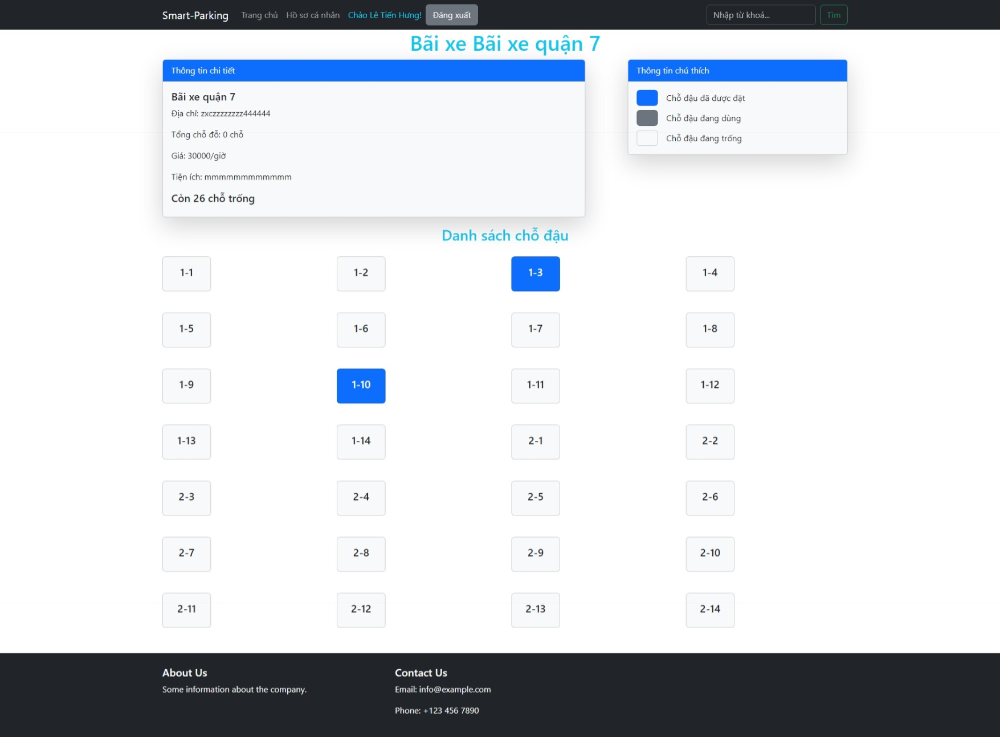 Smart-Parking Trang chủ Hồ sơ cá nhân Chào Lê Tiến Hưng! Đăng xuất Nhập từ khoá... Tìm
Bãi xe Bãi xe quận 7
Thông tin chi tiết
Bãi xe quận 7
Địa chỉ: zxczzzzzzzz444444
Tổng chỗ đỗ: 0 chỗ
Giá: 30000/giờ
Tiện ích: mmmmmmmmmmmm
Còn 26 chỗ trống
Thông tin chú thích
Chỗ đậu đã được đặt
Chỗ đậu đang dùng
Chỗ đậu đang trống
Danh sách chỗ đậu
1-1 1-2 1-3 1-4
1-5 1-6 1-7 1-8
1-9 1-10 1-11 1-12
1-13 1-14 2-1 2-2
2-3 2-4 2-5 2-6
2-7 2-8 2-9 2-10
2-11 2-12 2-13 2-14
About Us
Some information about the company.
Contact Us
Email: info@example.com
Phone: +123 456 7890